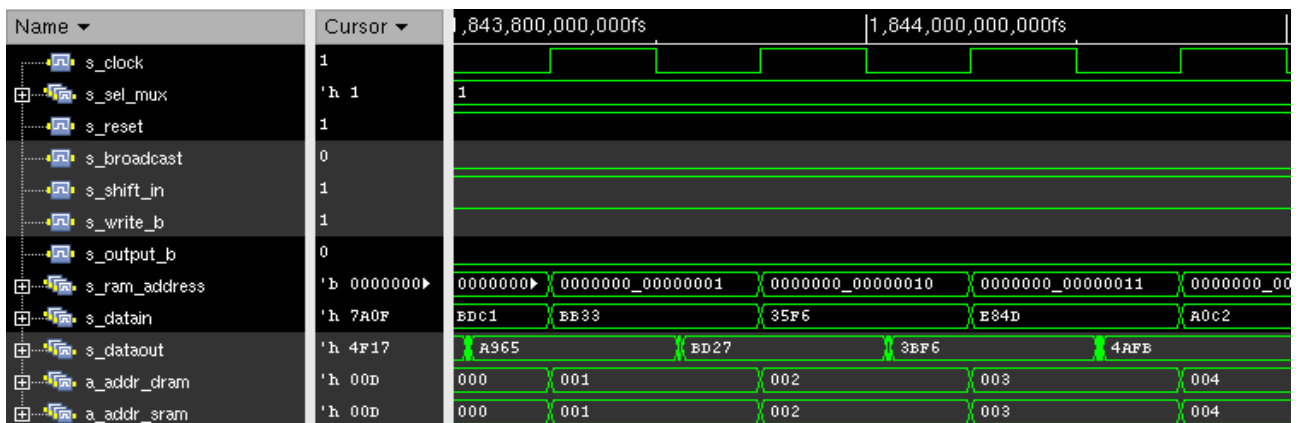 Name Cursor 1,843,800,000,000fs 1,844,000,000,000fs
s_clock 1
s_sel_mux 'h 1 1
s_reset 1
s_broadcast 0
s_shift_in 1
s_write_b 1
s_output_b 0
s_ram_address 'b 0000000 0000000 0000000_00000001 0000000_00000010 0000000_00000011 0000000_00
s_datain 'h 7A0F BDC1 BB33 35F6 E84D A0C2
s_dataout 'h 4F17 A965 BD27 3BF6 4AFB
a_addr_dram 'h 00D 000 001 002 003 004
a_addr_sram 'h 00D 000 001 002 003 004